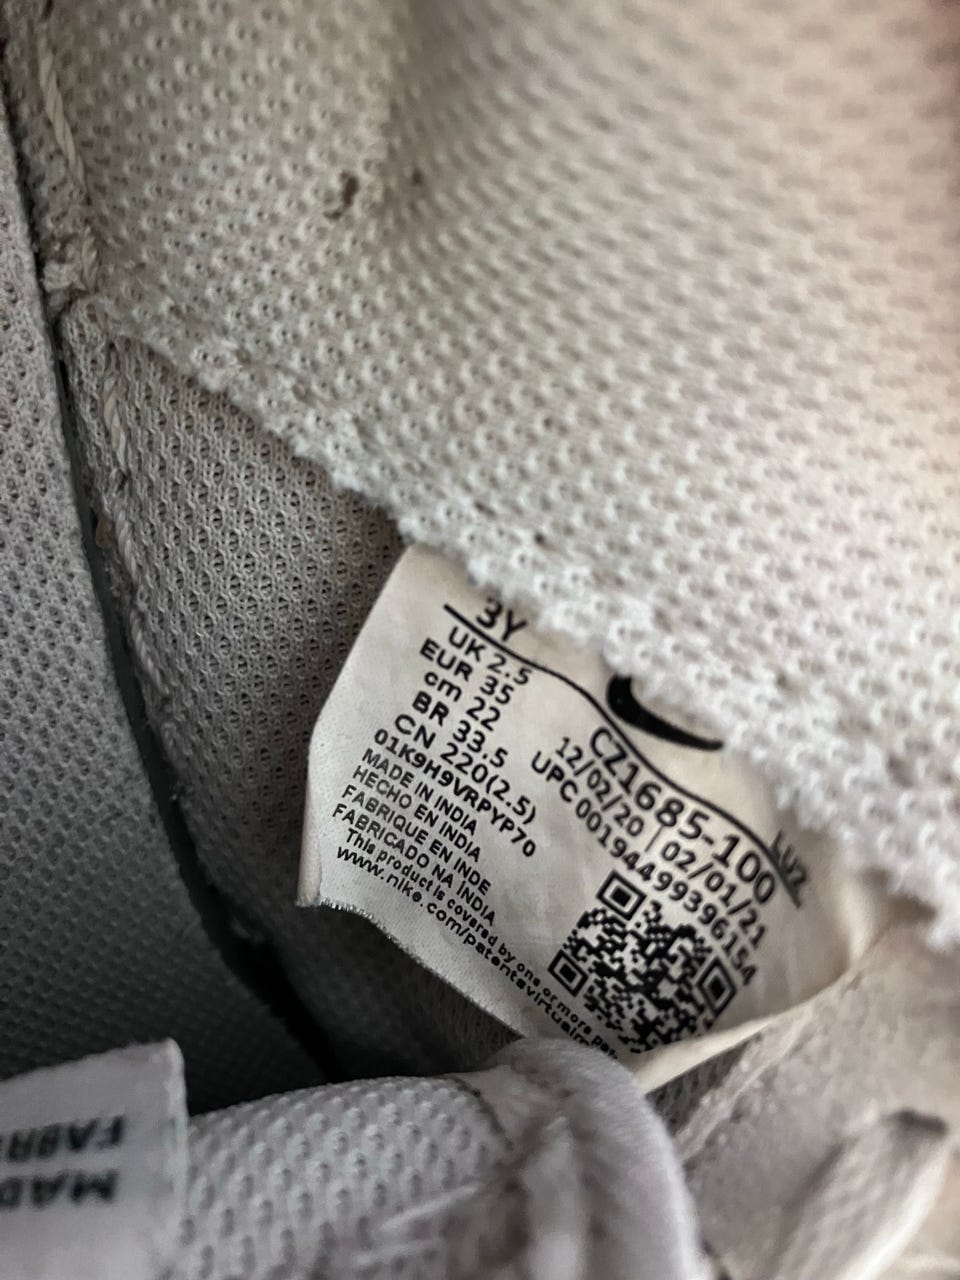 3Y
UK 2.5
EUR 35
cm 22
BR 33.5
CN 220(2.5)
01K9H9VRPYP70
MADE IN INDIA
HECHO EN INDIA
FABRIQUE EN INDE
FABRICADO NA INDIA
This product is covered by one or more
www.nike.com/patents
LU2
CZ1685-100
12/02/20 | 02/01/21
UPC 00194499396154